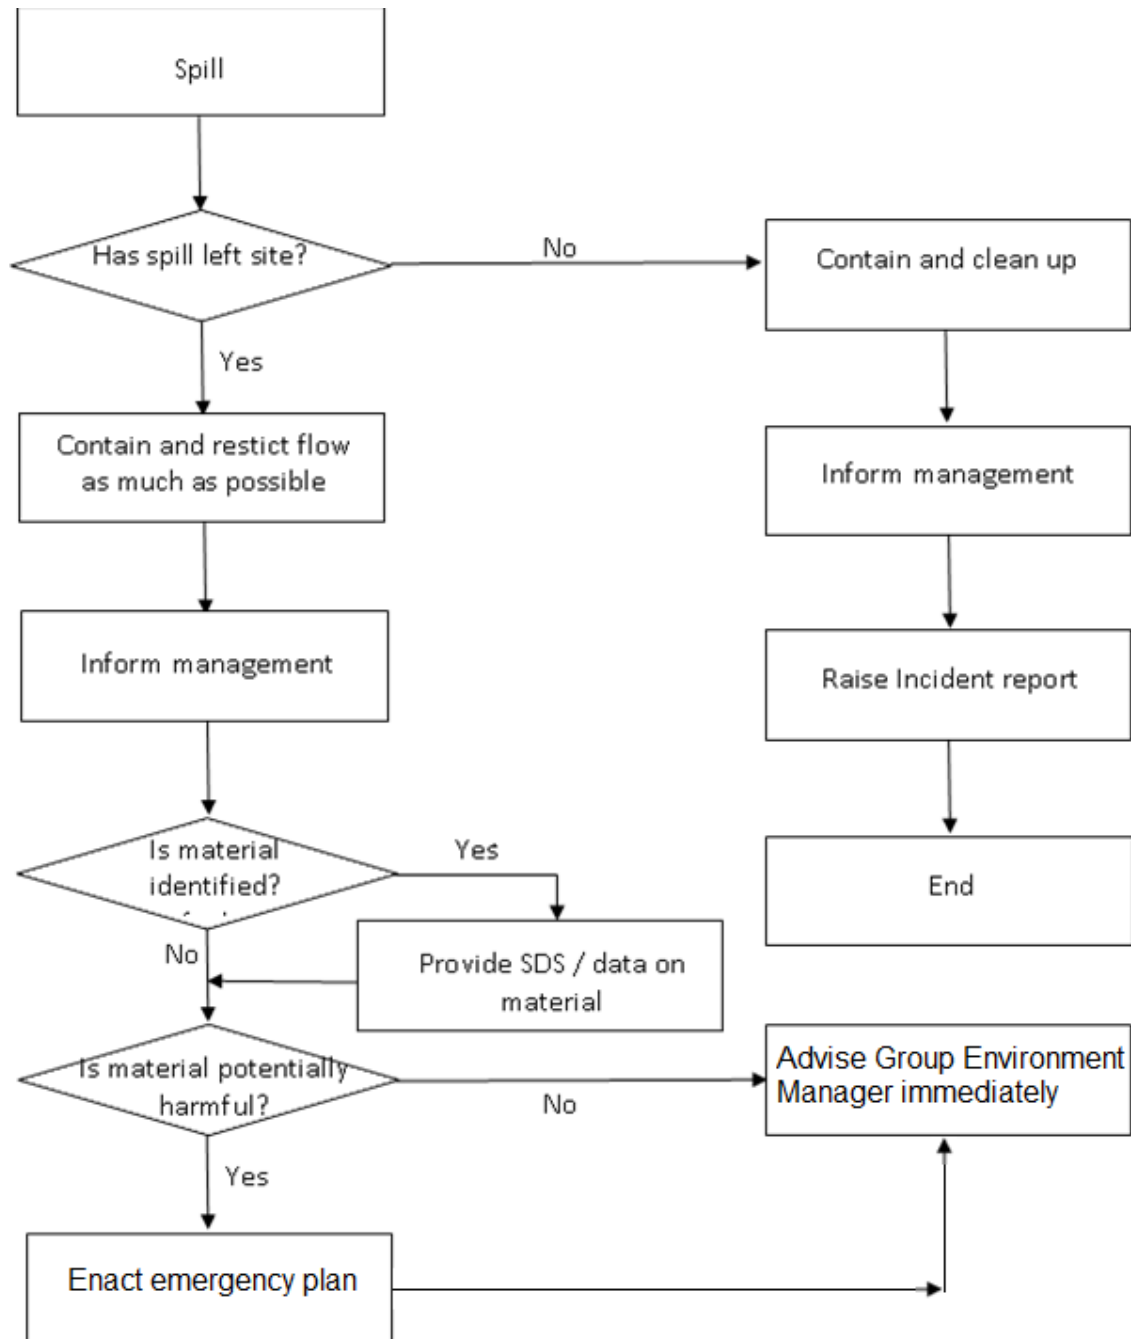 Spill
Has spill left site?
No
Contain and clean up
Yes
Contain and restict flow
as much as possible
Inform management
Inform management
Raise Incident report
Is material
identified?
Yes
End
No
Provide SDS / data on
material
Is material potentially
harmful?
No
Advise Group Environment
Manager immediately
Yes
Enact emergency plan